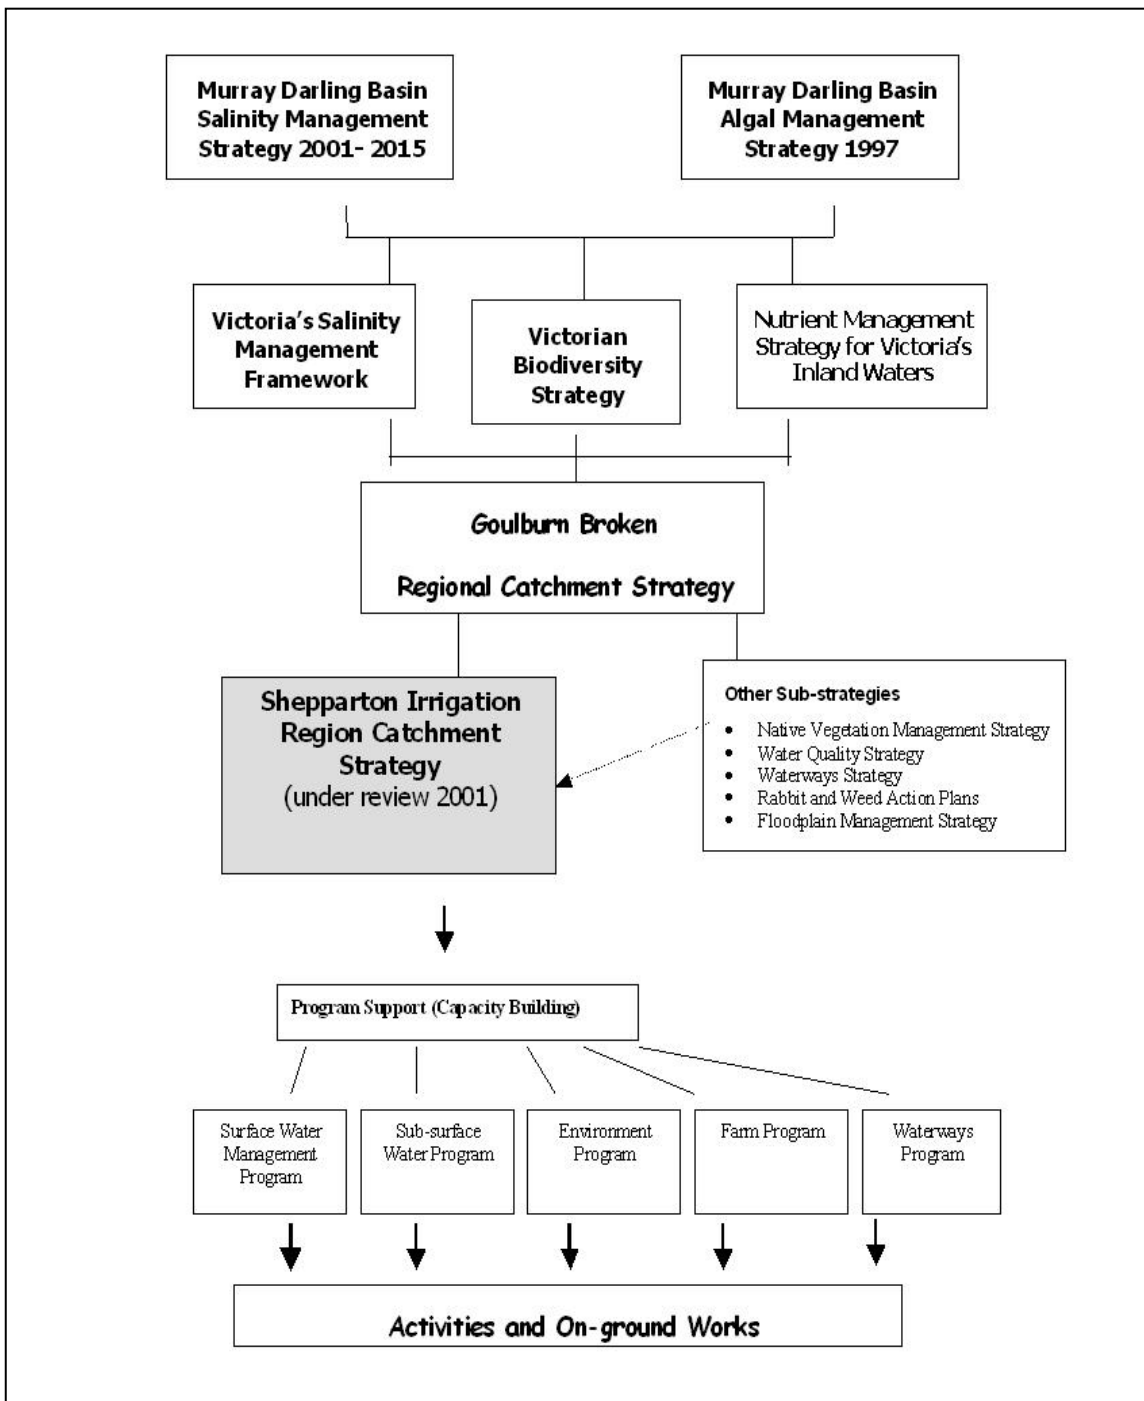 Murray Darling Basin
Salinity Management
Strategy 2001- 2015
Murray Darling Basin
Algal Management
Strategy 1997
Victoria's Salinity
Management
Framework
Victorian
Biodiversity
Strategy
Nutrient Management
Strategy for Victoria's
Inland Waters
Goulburn Broken
Regional Catchment Strategy
Shepparton Irrigation
Region Catchment
Strategy
(under review 2001)
Other Sub-strategies
• Native Vegetation Management Strategy
• Water Quality Strategy
• Waterways Strategy
• Rabbit and Weed Action Plans
• Floodplain Management Strategy
Program Support (Capacity Building)
Surface Water
Management
Program
Sub-surface
Water Program
Environment
Program
Farm Program
Waterways
Program
Activities and On-ground Works